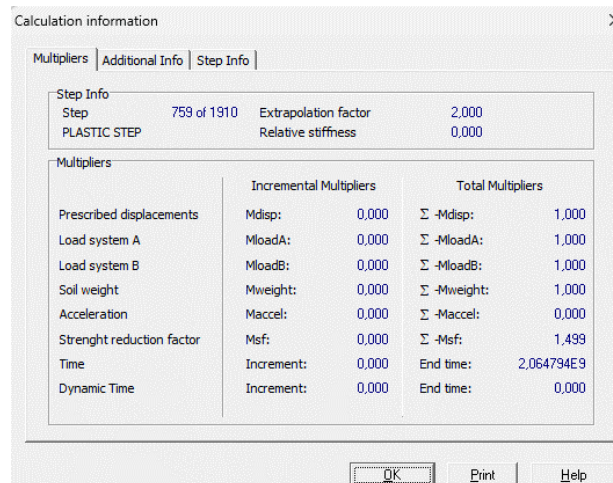 Calculation information
Multipliers Additional Info Step Info
Step Info
Step 759 of 1910 Extrapolation factor 2,000
PLASTIC STEP Relative stiffness 0,000
Multipliers
Incremental Multipliers Total Multipliers
Prescribed displacements Mdisp: 0,000 Σ -Mdisp: 1,000
Load system A MloadA: 0,000 Σ -MloadA: 1,000
Load system B MloadB: 0,000 Σ -MloadB: 1,000
Soil weight Mweight: 0,000 Σ -Mweight: 1,000
Acceleration Maccel: 0,000 Σ -Maccel: 0,000
Strenght reduction factor Msf: 0,000 Σ -Msf: 1,499
Time Increment: 0,000 End time: 2,064794E9
Dynamic Time Increment: 0,000 End time: 0,000
OK Print Help